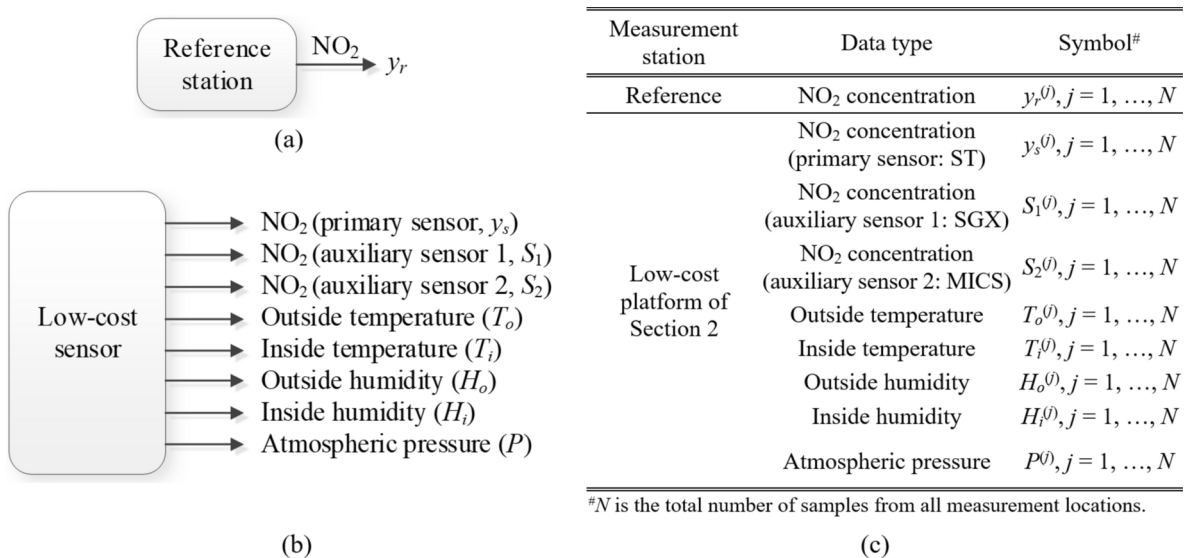 Reference
station
NO₂
yᵣ
(a)
Low-cost
sensor
NO₂ (primary sensor, yₛ)
NO₂ (auxiliary sensor 1, S₁)
NO₂ (auxiliary sensor 2, S₂)
Outside temperature (Tₒ)
Inside temperature (Tᵢ)
Outside humidity (Hₒ)
Inside humidity (Hᵢ)
Atmospheric pressure (P)
(b)
Measurement
station
Data type
Symbol#
Reference
NO₂ concentration
yᵣ⁽ʲ⁾, j = 1, …, N
Low-cost
platform of
Section 2
NO₂ concentration
(primary sensor: ST)
yₛ⁽ʲ⁾, j = 1, …, N
NO₂ concentration
(auxiliary sensor 1: SGX)
S₁⁽ʲ⁾, j = 1, …, N
NO₂ concentration
(auxiliary sensor 2: MICS)
S₂⁽ʲ⁾, j = 1, …, N
Outside temperature
Tₒ⁽ʲ⁾, j = 1, …, N
Inside temperature
Tᵢ⁽ʲ⁾, j = 1, …, N
Outside humidity
Hₒ⁽ʲ⁾, j = 1, …, N
Inside humidity
Hᵢ⁽ʲ⁾, j = 1, …, N
Atmospheric pressure
P⁽ʲ⁾, j = 1, …, N
#N is the total number of samples from all measurement locations.
(c)